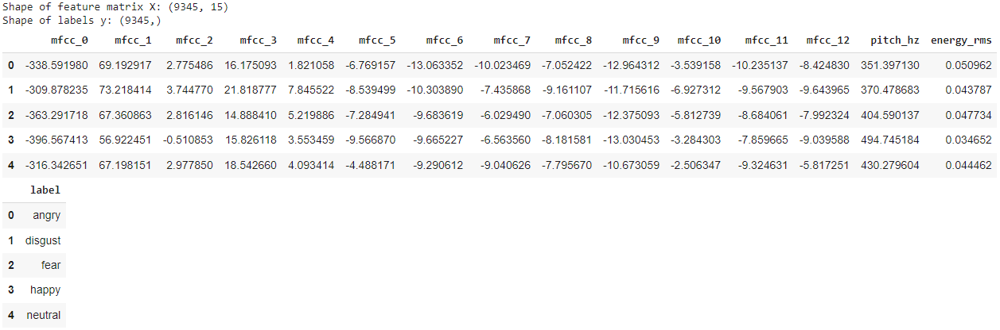 Shape of feature matrix X: (9345, 15)
Shape of labels y: (9345,)
mfcc_0 mfcc_1 mfcc_2 mfcc_3 mfcc_4 mfcc_5 mfcc_6 mfcc_7 mfcc_8 mfcc_9 mfcc_10 mfcc_11 mfcc_12 pitch_hz energy_rms
0 -338.591980 69.192917 2.775486 16.175093 1.821058 -6.769157 -13.063352 -10.023469 -7.052422 -12.964312 -3.539158 -10.235137 -8.424830 351.397130 0.050962
1 -309.878235 73.218414 3.744770 21.818777 7.845522 -8.539499 -10.303890 -7.435868 -9.161107 -11.715616 -6.927312 -9.567903 -9.643965 370.478683 0.043787
2 -363.291718 67.360863 2.816146 14.888410 5.219886 -7.284941 -9.683619 -6.029490 -7.060305 -12.375093 -5.812739 -8.684061 -7.992324 404.590137 0.047734
3 -396.567413 56.922451 -0.510853 15.826118 3.553459 -9.566870 -9.665227 -6.563560 -8.181581 -13.030453 -3.284303 -7.859665 -9.039588 494.745184 0.034652
4 -316.342651 67.198151 2.977850 18.542660 4.093414 -4.488171 -9.290612 -9.040626 -7.795670 -10.673059 -2.506347 -9.324631 -5.817251 430.279604 0.044462
label
0 angry
1 disgust
2 fear
3 happy
4 neutral